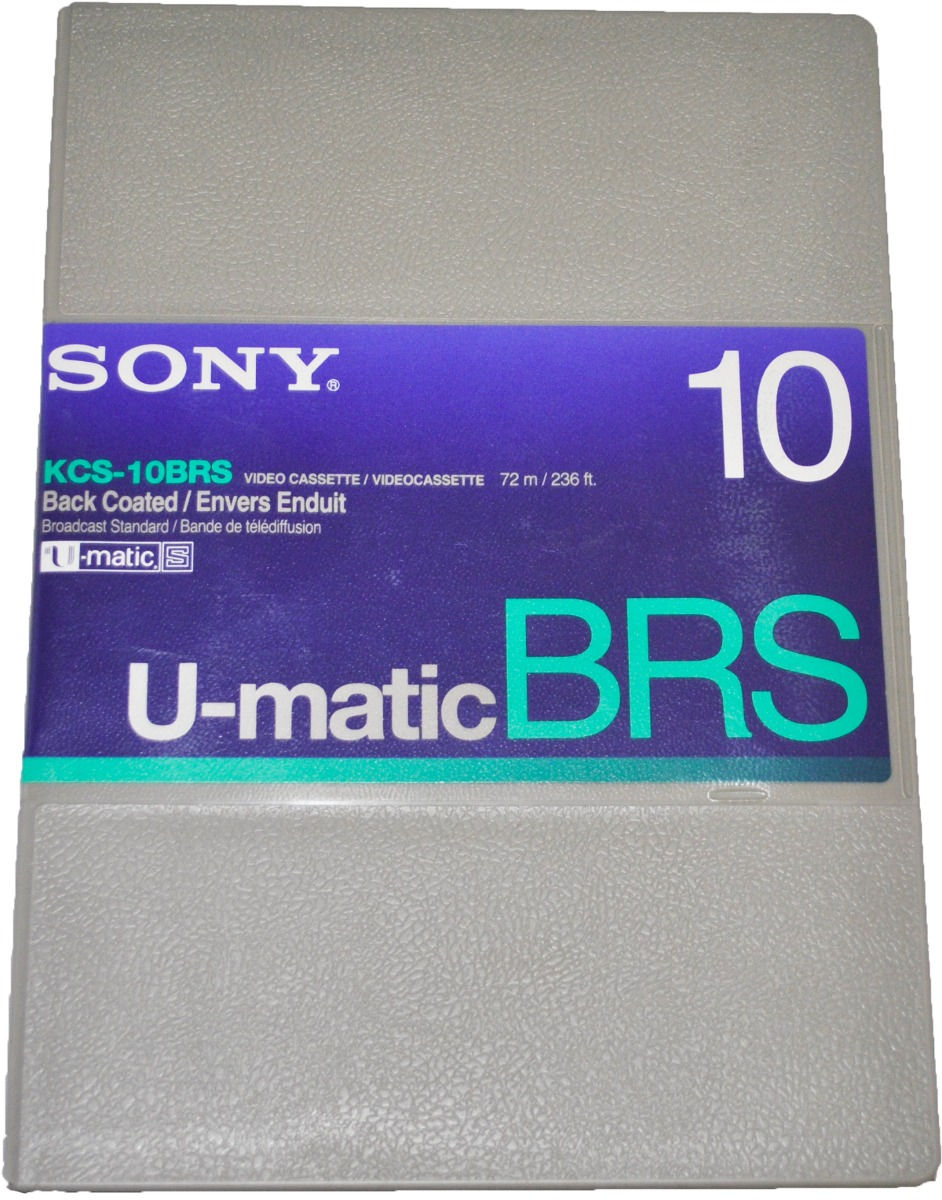 SONY®
10
KCS-10BRS VIDEO CASSETTE / VIDEOCASSETTE 72 m / 236 ft.
Back Coated / Envers Enduit
Broadcast Standard / Bande de télédiffusion
U-matic S
U-matic BRS